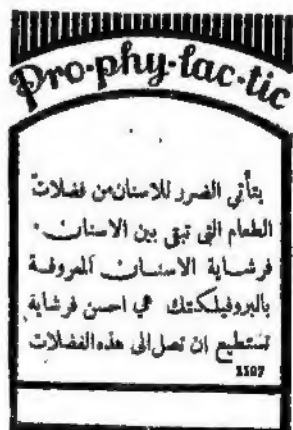 Pro-phy-lac-tic
يتأتي الضرر للاسنان من فضلات
الطعام التي تبقى بين الاسنان.
فرشاية الاسنان المعروفة
بالبروفيلكتك هي احسن فرشاية
تستطيع ان تصل الى هذه الفضلات
1107